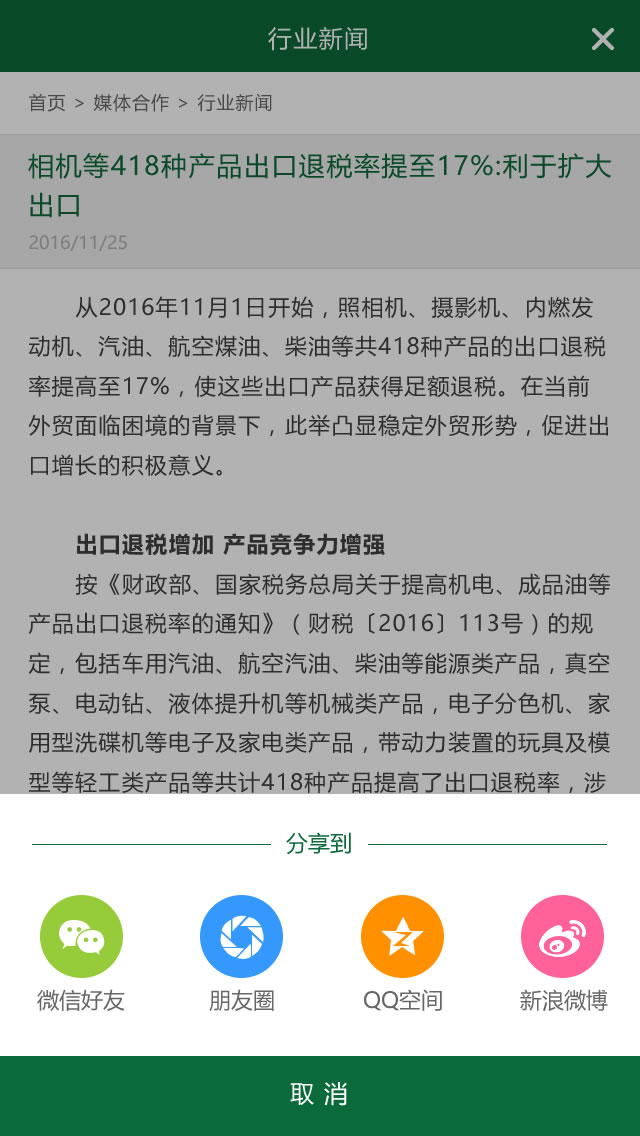 行业新闻
首页 > 媒体合作 > 行业新闻
相机等418种产品出口退税率提至17%:利于扩大
出口
2016/11/25
从2016年11月1日开始，照相机、摄影机、内燃发
动机、汽油、航空煤油、柴油等共418种产品的出口退税
率提高至17%，使这些出口产品获得足额退税。在当前
外贸面临困境的背景下，此举凸显稳定外贸形势，促进出
口增长的积极意义。
出口退税增加 产品竞争力增强
按《财政部、国家税务总局关于提高机电、成品油等
产品出口退税率的通知》（财税〔2016〕113号）的规
定，包括车用汽油、航空汽油、柴油等能源类产品，真空
泵、电动钻、液体提升机等机械类产品，电子分色机、家
用型洗碟机等电子及家电类产品，带动力装置的玩具及模
型等轻工类产品等共计418种产品提高了出口退税率，涉
分享到
微信好友 朋友圈 QQ空间 新浪微博
取 消